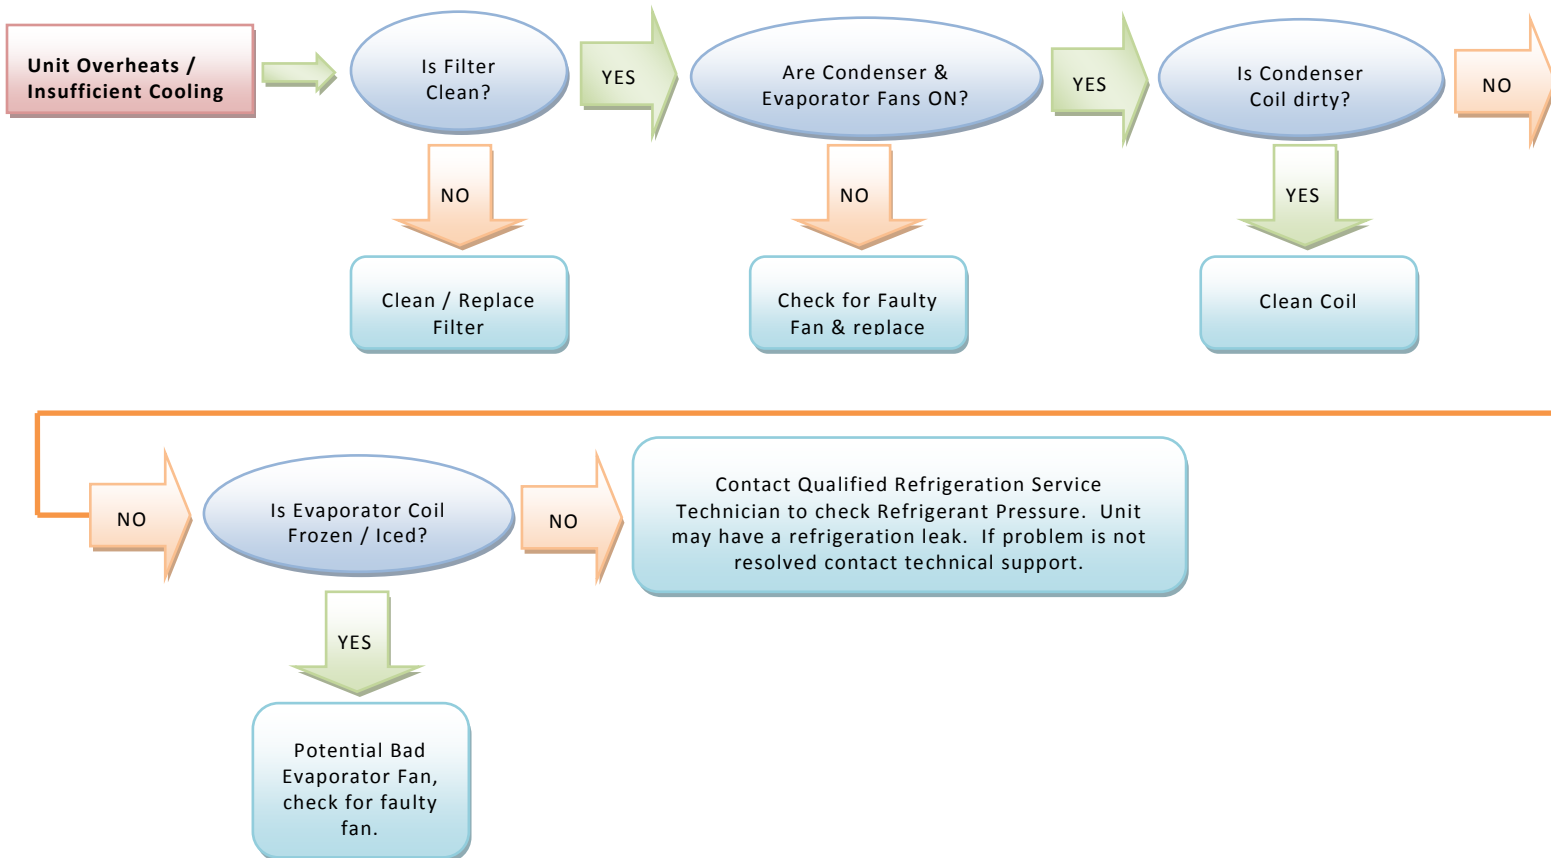 Unit Overheats /
Insufficient Cooling
Is Filter
Clean?
YES
Are Condenser &
Evaporator Fans ON?
YES
Is Condenser
Coil dirty?
NO
NO
NO
YES
Clean / Replace
Filter
Check for Faulty
Fan & replace
Clean Coil
NO
Is Evaporator Coil
Frozen / Iced?
NO
Contact Qualified Refrigeration Service
Technician to check Refrigerant Pressure.  Unit
may have a refrigeration leak.  If problem is not
resolved contact technical support.
YES
Potential Bad
Evaporator Fan,
check for faulty
fan.